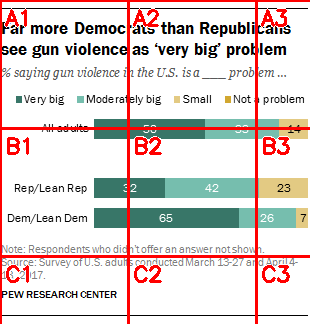 A1 A2 A3
Far more Democrats than Republicans
see gun violence as ‘very big’ problem
% saying gun violence in the U.S. is a ____ problem ...
Very big Moderately big Small Not a problem
All adults 50 33 14
B1 B2 B3
Rep/Lean Rep 32 42 23
Dem/Lean Dem 65 26 7
Note: Respondents who didn't offer an answer not shown.
Source: Survey of U.S. adults conducted March 13-27 and April 4-
18, 2017.
C1 C2 C3
PEW RESEARCH CENTER